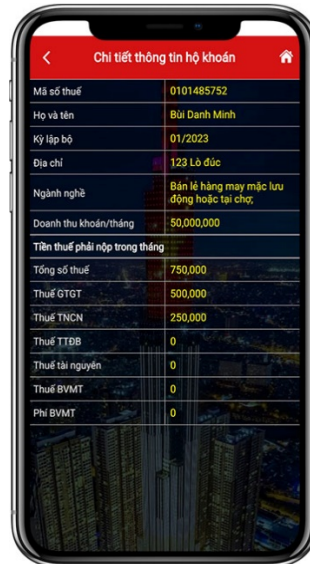 Chi tiết thông tin hộ khoán
Mã số thuế 0101485752
Họ và tên Bùi Danh Minh
Kỳ lập bộ 01/2023
Địa chỉ 123 Lò đúc
Ngành nghề Bán lẻ hàng may mặc lưu
động hoặc tại chợ;
Doanh thu khoán/tháng 50,000,000
Tiền thuế phải nộp trong tháng
Tổng số thuế 750,000
Thuế GTGT 500,000
Thuế TNCN 250,000
Thuế TTĐB 0
Thuế tài nguyên 0
Thuế BVMT 0
Phí BVMT 0